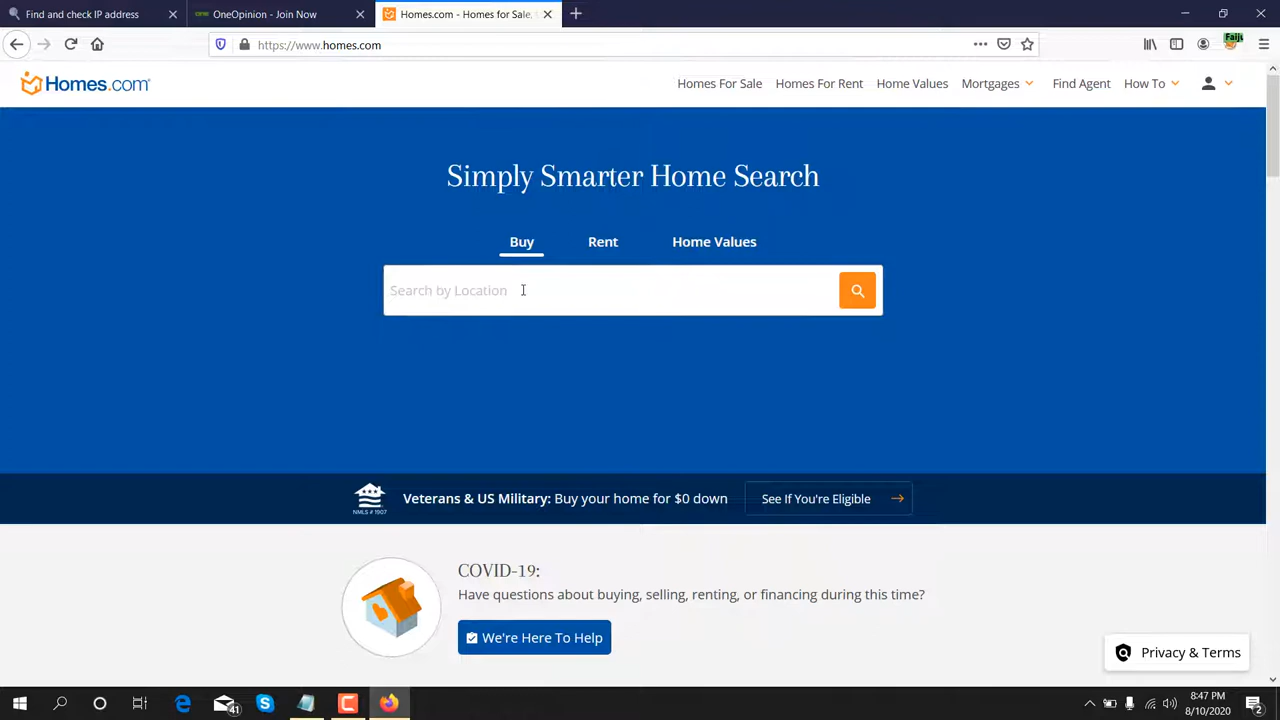 Find and check IP address
OneOpinion - Join Now
Homes.com - Homes for Sale,
https://www.homes.com
Faiju
Homes.com
Homes For Sale
Homes For Rent
Home Values
Mortgages
Find Agent
How To
Simply Smarter Home Search
Buy
Rent
Home Values
Search by Location
NMLS # 1907
Veterans & US Military: Buy your home for $0 down
See If You're Eligible
COVID-19:
Have questions about buying, selling, renting, or financing during this time?
We're Here To Help
Privacy & Terms
41
8:47 PM
8/10/2020
2